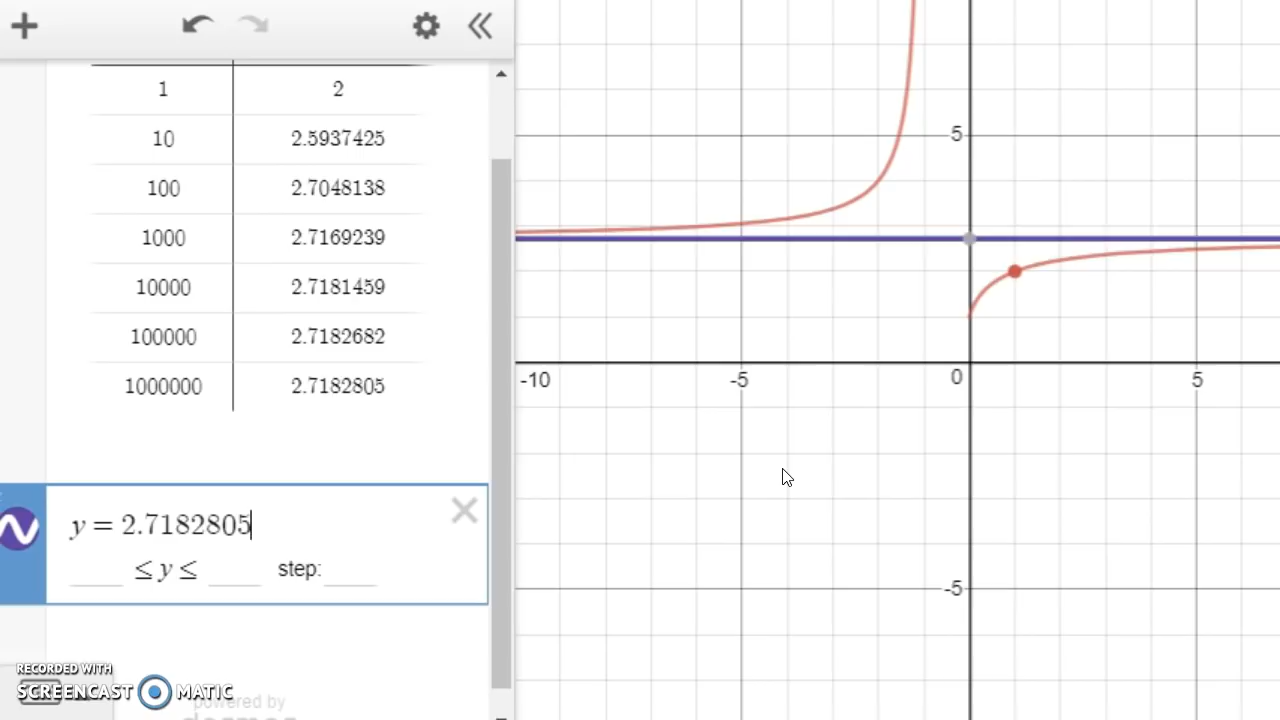 1 2
10 2.5937425
100 2.7048138
1000 2.7169239
10000 2.7181459
100000 2.7182682
1000000 2.7182805
y = 2.7182805
≤ y ≤ step:
RECORDED WITH
SCREENCAST MATIC
powered by
desmos
5
-10 -5 0 5
-5